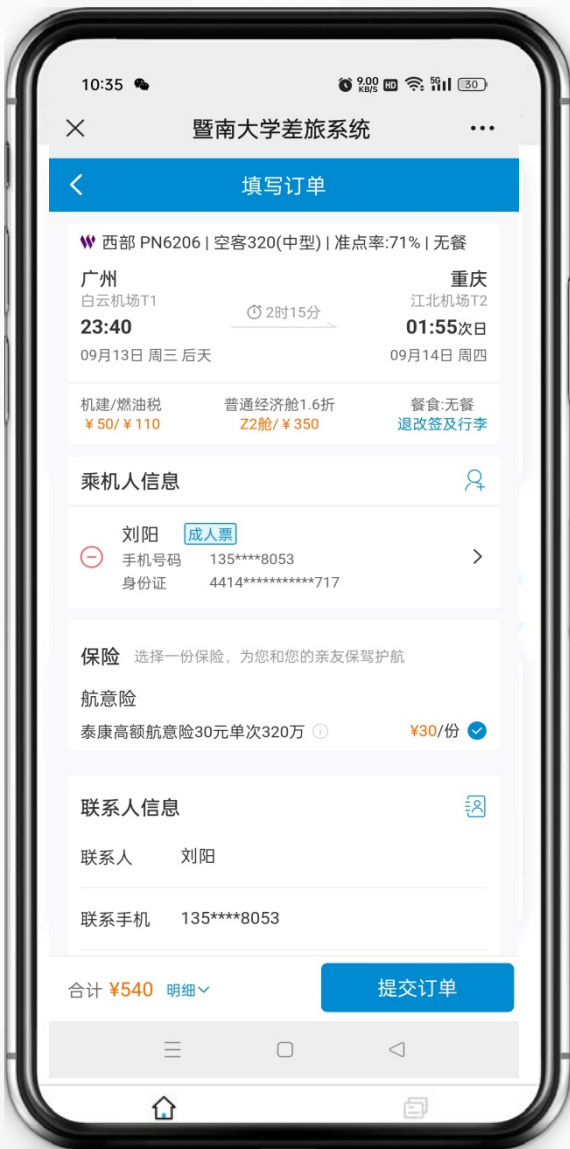 10:35
9.00 KB/S HD 5G 30
暨南大学差旅系统
填写订单
西部 PN6206 | 空客320(中型) | 准点率:71% | 无餐
广州 重庆
白云机场T1 2时15分 江北机场T2
23:40 01:55次日
09月13日 周三 后天 09月14日 周四
机建/燃油税 普通经济舱1.6折 餐食:无餐
¥50/¥110 Z2舱/¥350 退改签及行李
乘机人信息
刘阳 成人票
手机号码 135****8053
身份证 4414***********717
保险 选择一份保险，为您和您的亲友保驾护航
航意险
泰康高额航意险30元单次320万 ¥30/份
联系人信息
联系人 刘阳
联系手机 135****8053
合计 ¥540 明细
提交订单